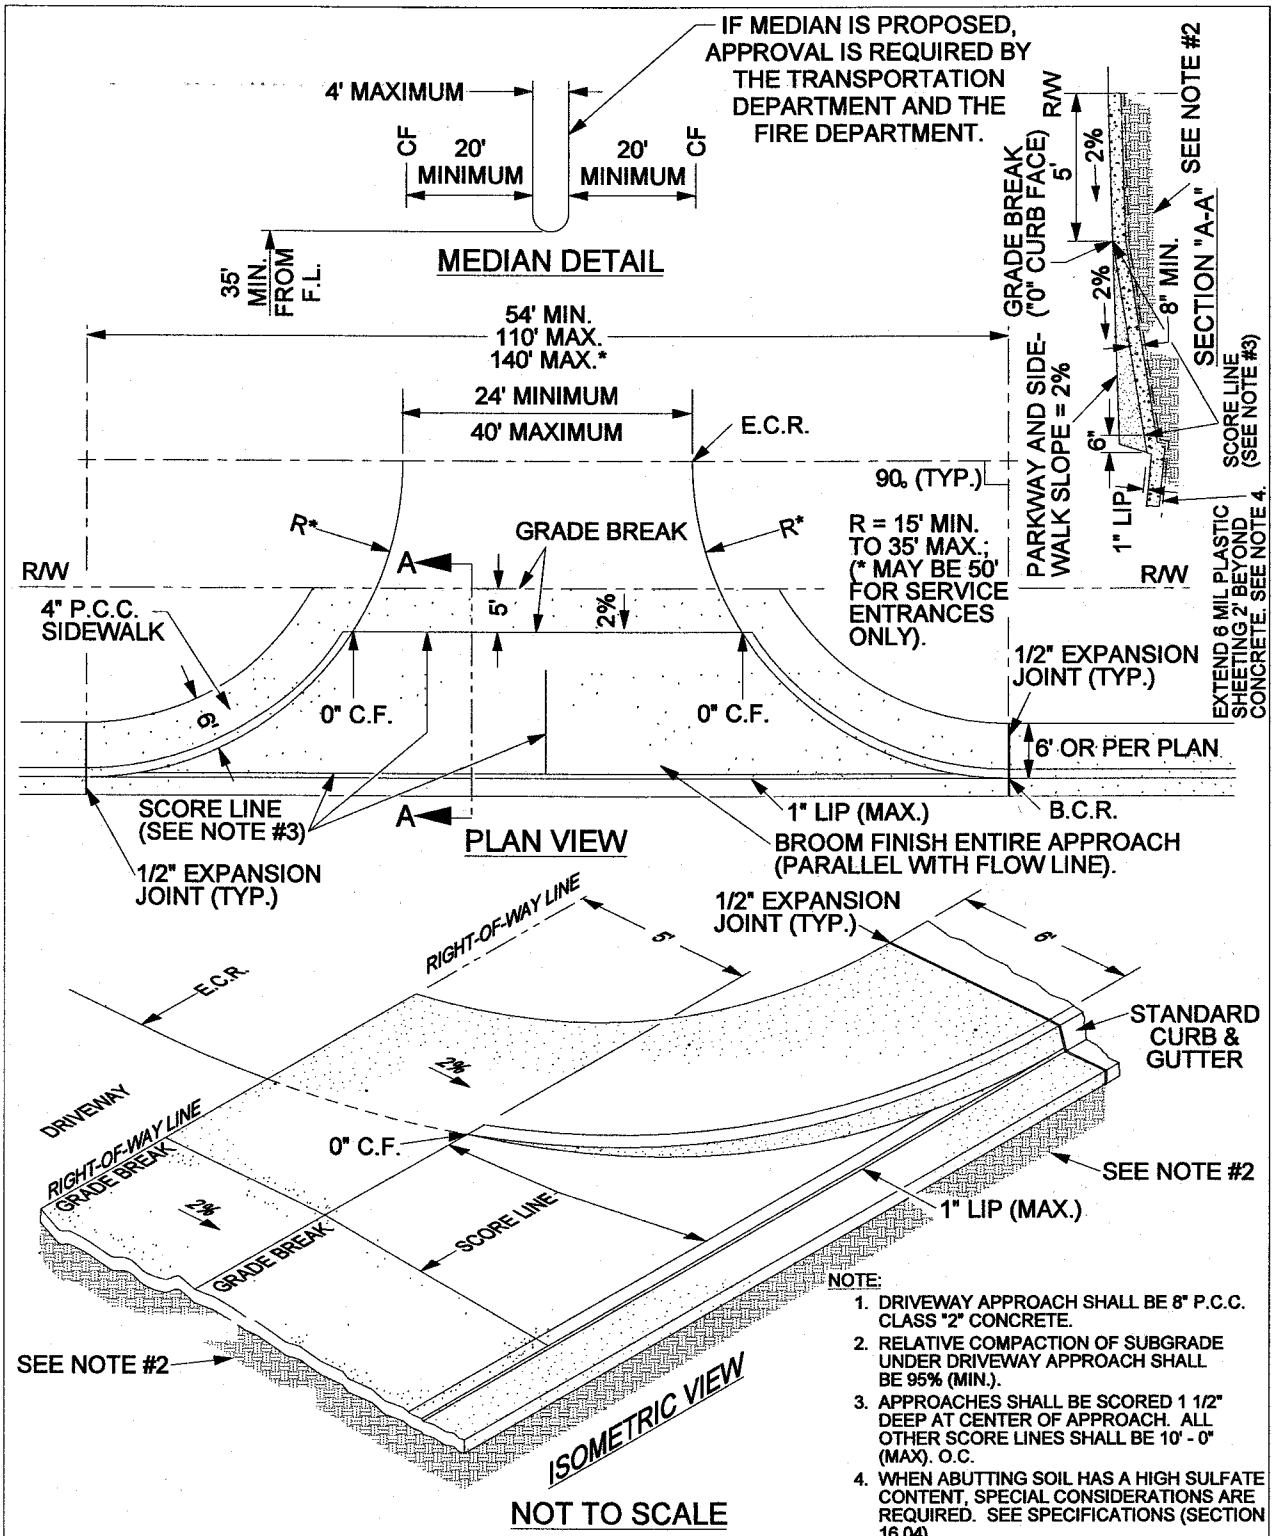 IF MEDIAN IS PROPOSED,
APPROVAL IS REQUIRED BY
THE TRANSPORTATION
DEPARTMENT AND THE
FIRE DEPARTMENT.
4' MAXIMUM
CF
20'
MINIMUM
20'
MINIMUM
CF
35'
MIN.
FROM
F.L.
MEDIAN DETAIL
R/W
5'
2%
SEE NOTE #2
GRADE BREAK
("0" CURB FACE)
2%
8" MIN.
SECTION "A-A"
PARKWAY AND SIDE-
WALK SLOPE = 2%
6"
1" LIP
SCORE LINE
(SEE NOTE #3)
EXTEND 6 MIL PLASTIC
SHEETING 2' BEYOND
CONCRETE. SEE NOTE 4.
54' MIN.
110' MAX.
140' MAX.*
24' MINIMUM
40' MAXIMUM
E.C.R.
90° (TYP.)
R*
GRADE BREAK
R*
R = 15' MIN.
TO 35' MAX.;
(* MAY BE 50'
FOR SERVICE
ENTRANCES
ONLY).
R/W
A
R/W
4" P.C.C.
SIDEWALK
5'
2%
1/2" EXPANSION
JOINT (TYP.)
6'
0" C.F.
0" C.F.
6' OR PER PLAN
SCORE LINE
(SEE NOTE #3)
A
1" LIP (MAX.)
B.C.R.
PLAN VIEW
BROOM FINISH ENTIRE APPROACH
(PARALLEL WITH FLOW LINE).
1/2" EXPANSION
JOINT (TYP.)
1/2" EXPANSION
JOINT (TYP.)
RIGHT-OF-WAY LINE
5'
6'
E.C.R.
STANDARD
CURB &
GUTTER
2%
DRIVEWAY
RIGHT-OF-WAY LINE
GRADE BREAK
0" C.F.
SEE NOTE #2
2%
SCORE LINE
1" LIP (MAX.)
GRADE BREAK
SEE NOTE #2
ISOMETRIC VIEW
NOT TO SCALE
NOTE:
1. DRIVEWAY APPROACH SHALL BE 8" P.C.C.
CLASS "2" CONCRETE.
2. RELATIVE COMPACTION OF SUBGRADE
UNDER DRIVEWAY APPROACH SHALL
BE 95% (MIN.).
3. APPROACHES SHALL BE SCORED 1 1/2"
DEEP AT CENTER OF APPROACH. ALL
OTHER SCORE LINES SHALL BE 10' - 0"
(MAX). O.C.
4. WHEN ABUTTING SOIL HAS A HIGH SULFATE
CONTENT, SPECIAL CONSIDERATIONS ARE
REQUIRED. SEE SPECIFICATIONS (SECTION
16.04)